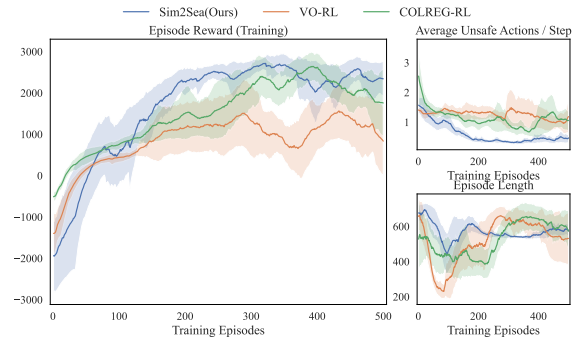 Sim2Sea(Ours) VO-RL COLREG-RL
Episode Reward (Training)
3000
2000
1000
0
−1000
−2000
−3000
0 100 200 300 400 500
Training Episodes
Average Unsafe Actions / Step
3
2
1
0 200 400
Training Episodes
Episode Length
600
400
200
0 200 400
Training Episodes